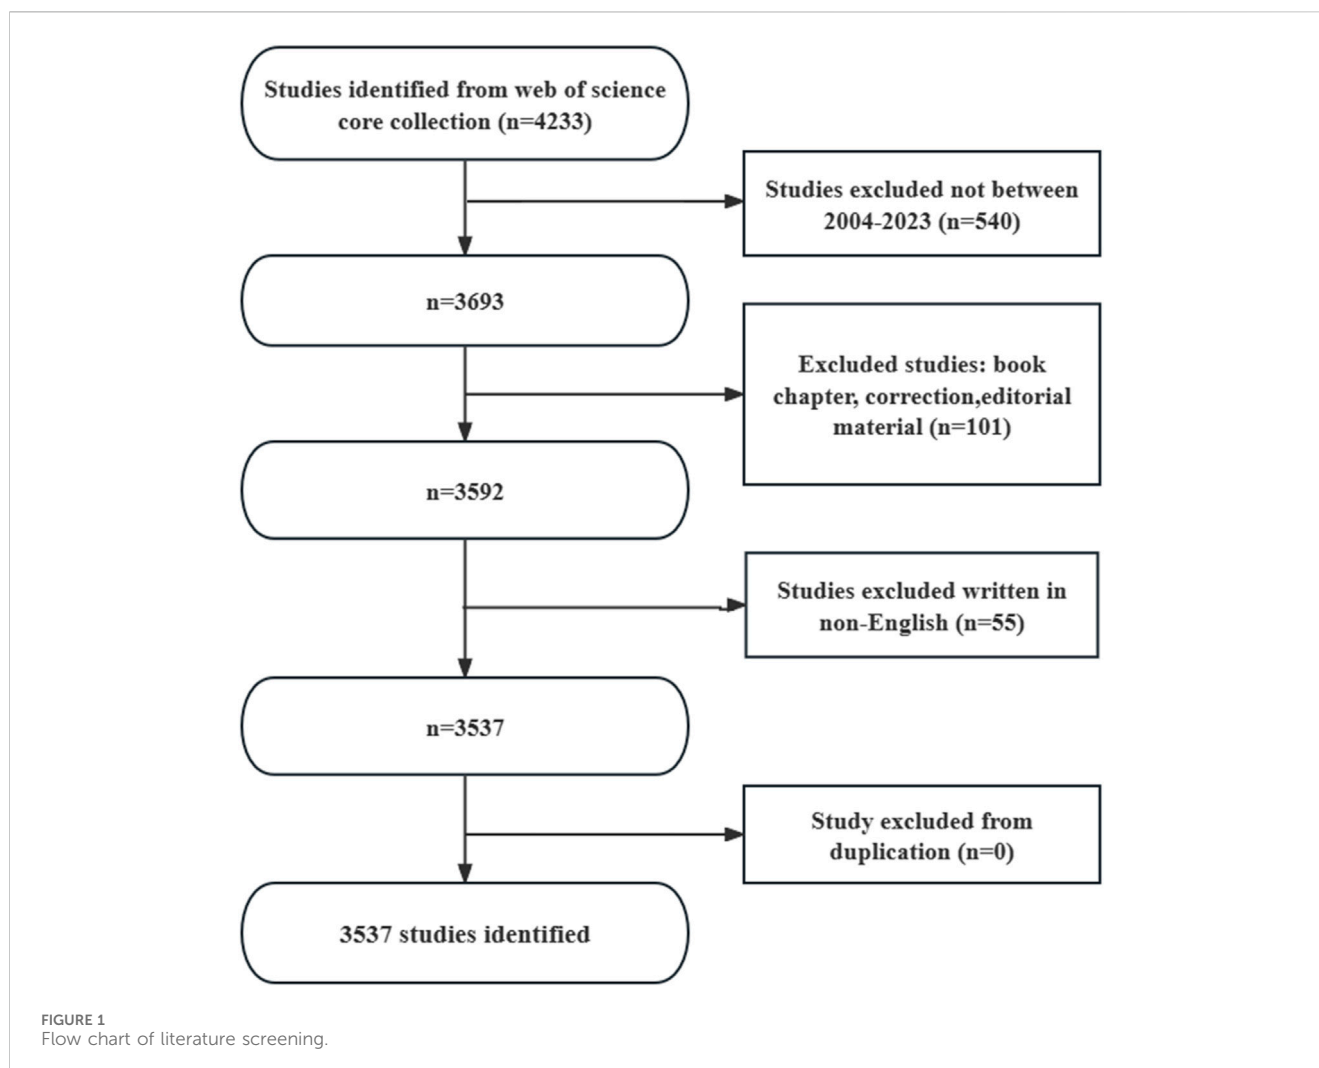 Studies identified from web of science
core collection (n=4233)
Studies excluded not between
2004-2023 (n=540)
n=3693
Excluded studies: book
chapter, correction,editorial
material (n=101)
n=3592
Studies excluded written in
non-English (n=55)
n=3537
Study excluded from
duplication (n=0)
3537 studies identified
FIGURE 1
Flow chart of literature screening.